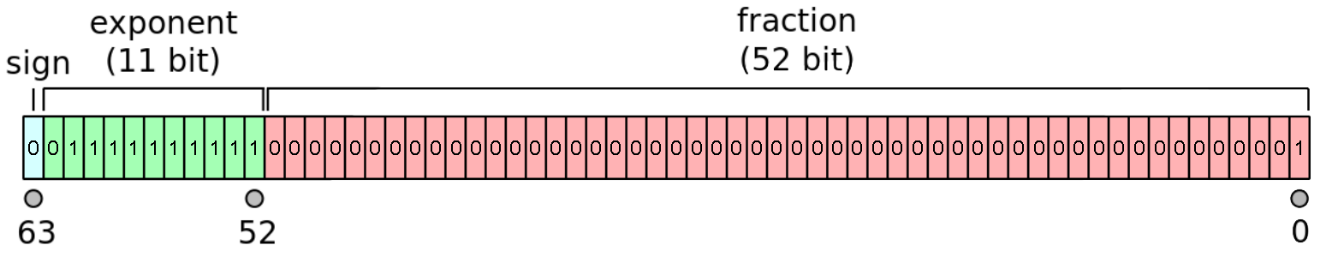 sign
exponent
(11 bit)
fraction
(52 bit)
0 0 1 1 1 1 1 1 1 1 1 1 0 0 0 0 0 0 0 0 0 0 0 0 0 0 0 0 0 0 0 0 0 0 0 0 0 0 0 0 0 0 0 0 0 0 0 0 0 0 0 0 0 0 0 0 0 0 0 0 0 0 0 1
63 52 0